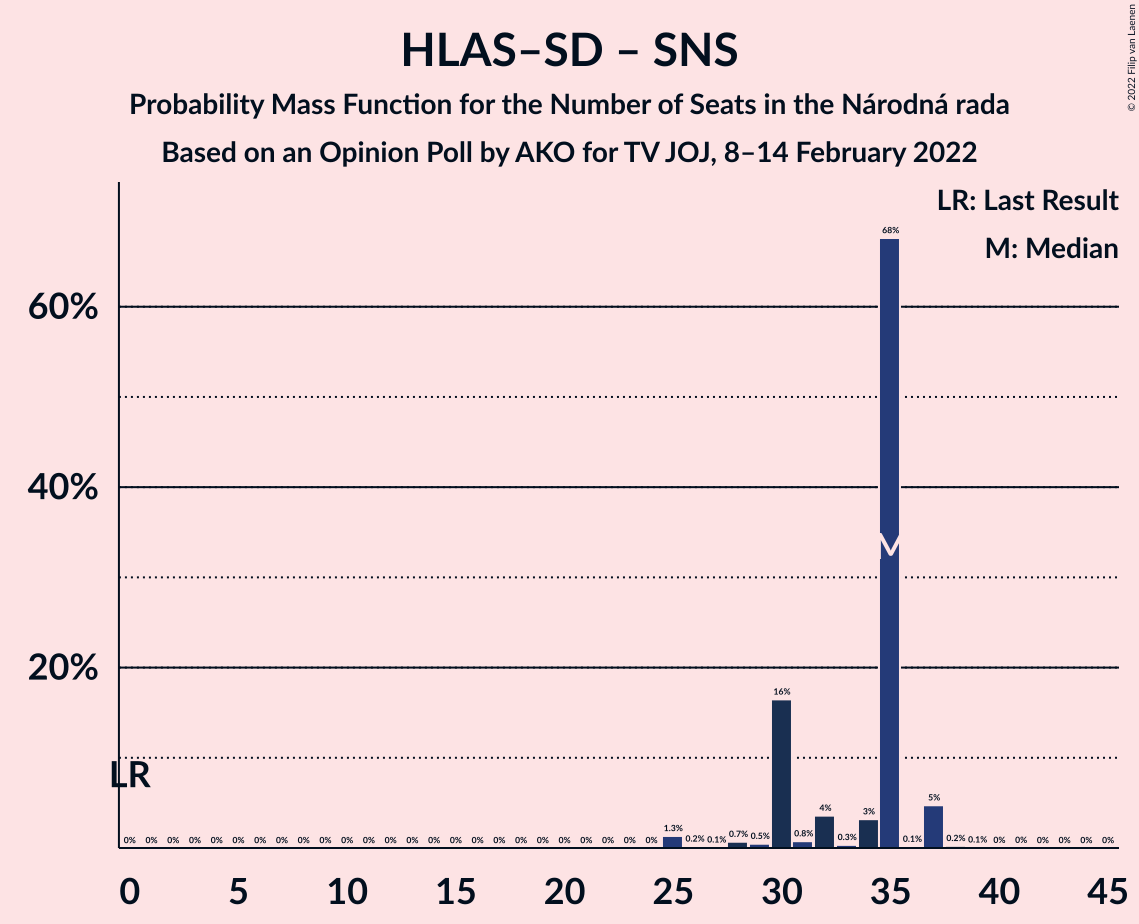 HLAS–SD – SNS
Probability Mass Function for the Number of Seats in the Národná rada
Based on an Opinion Poll by AKO for TV JOJ, 8–14 February 2022
© 2022 Filip van Laenen
LR: Last Result
M: Median
60%
40%
20%
LR
M
0% 0% 0% 0% 0% 0% 0% 0% 0% 0% 0% 0% 0% 0% 0% 0% 0% 0% 0% 0% 0% 0% 0% 0% 0% 1.3% 0.2% 0.1% 0.7% 0.5% 16% 0.8% 4% 0.3% 3% 68% 0.1% 5% 0.2% 0.1% 0% 0% 0% 0% 0% 0%
0 5 10 15 20 25 30 35 40 45